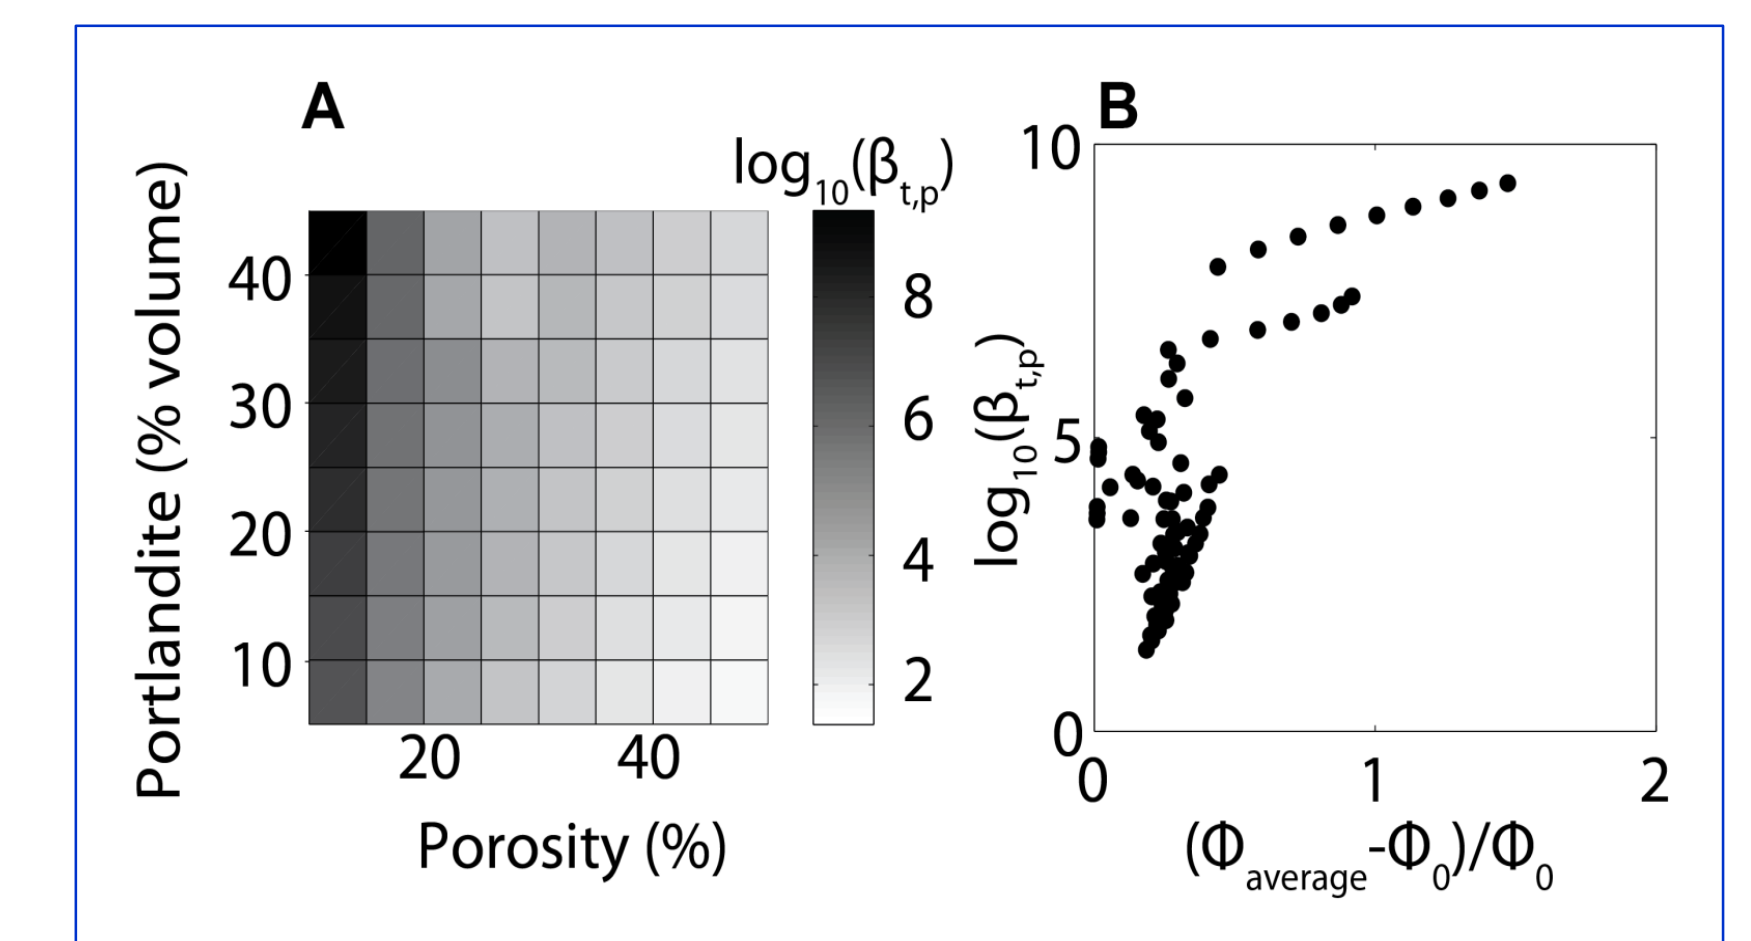 A
log10(βt,p)
Portlandite (% volume)
40
30
20
10
20
40
Porosity (%)
8
6
4
2
B
log10(βt,p)
10
5
0
0
1
2
(Φaverage-Φ0)/Φ0